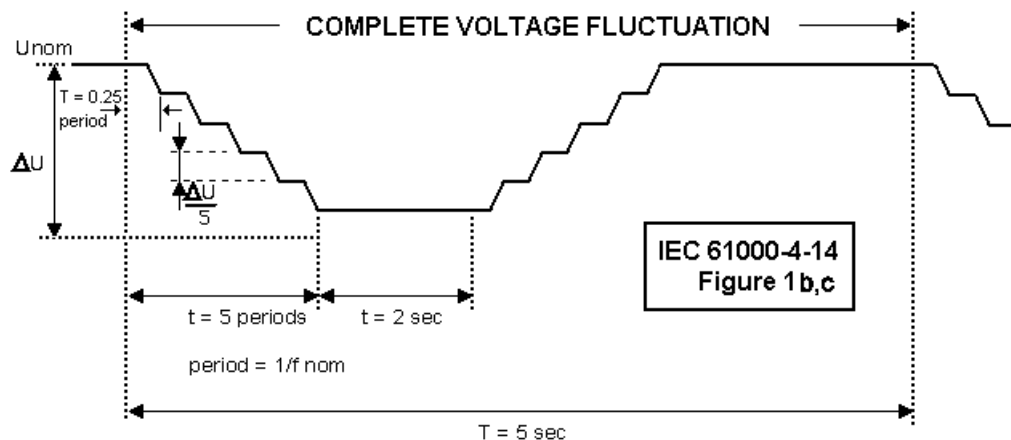 COMPLETE VOLTAGE FLUCTUATION
Unom
T = 0.25
period
ΔU
ΔU
5
IEC 61000-4-14
Figure 1b,c
t = 5 periods
t = 2 sec
period = 1/f nom
T = 5 sec